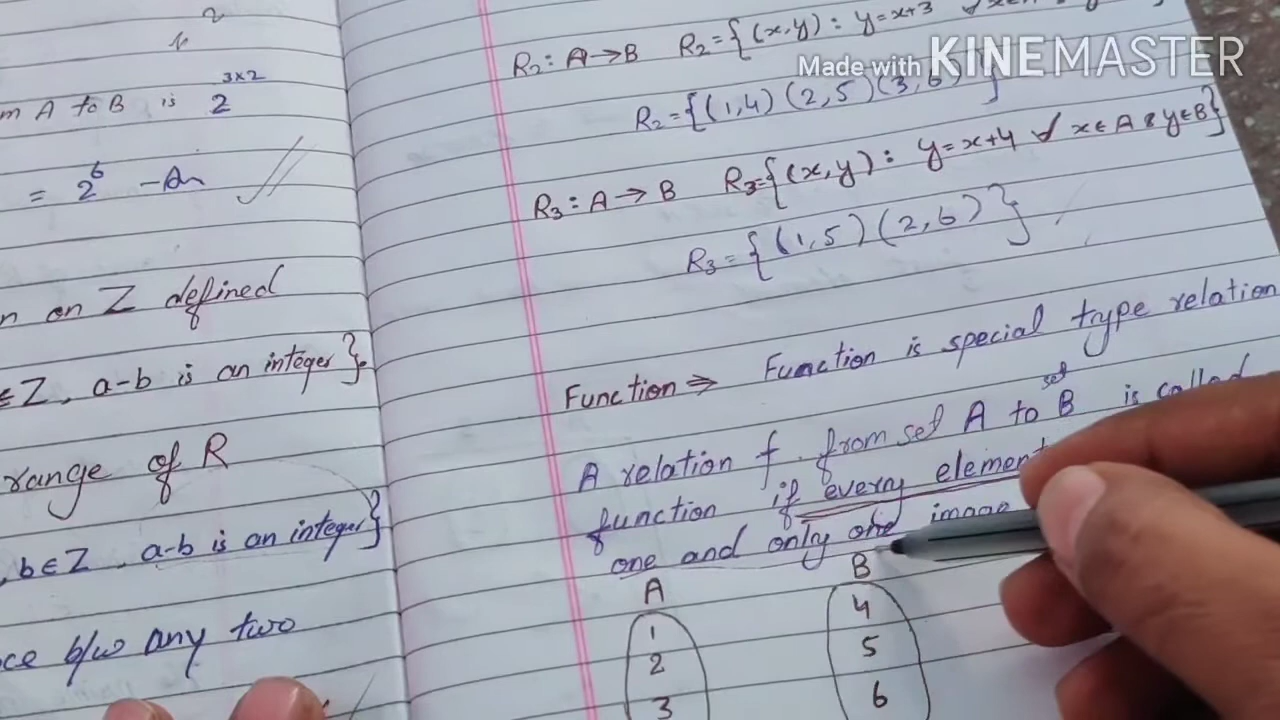 2
m A to B is 2 3×2
= 2^6 - An
n on Z defined
∈ Z, a-b is an integer }.
range of R
, b ∈ Z, a-b is an integer}
ce b/w any two
R2 : A → B R2 = { (x,y) : y = x+3 ∀
Made with KINEMASTER
R2 = {(1,4) (2,5) (3,6) }
R3 : A → B R3 = {(x,y) : y = x+4 ∀ x ∈ A & y ∈ B}
R3 = { (1,5) (2,6) }
Function ⇒ Function is special type relation
A relation f. from set A to set B is called
function if every element
one and only one image
A B
1 4
2 5
3 6